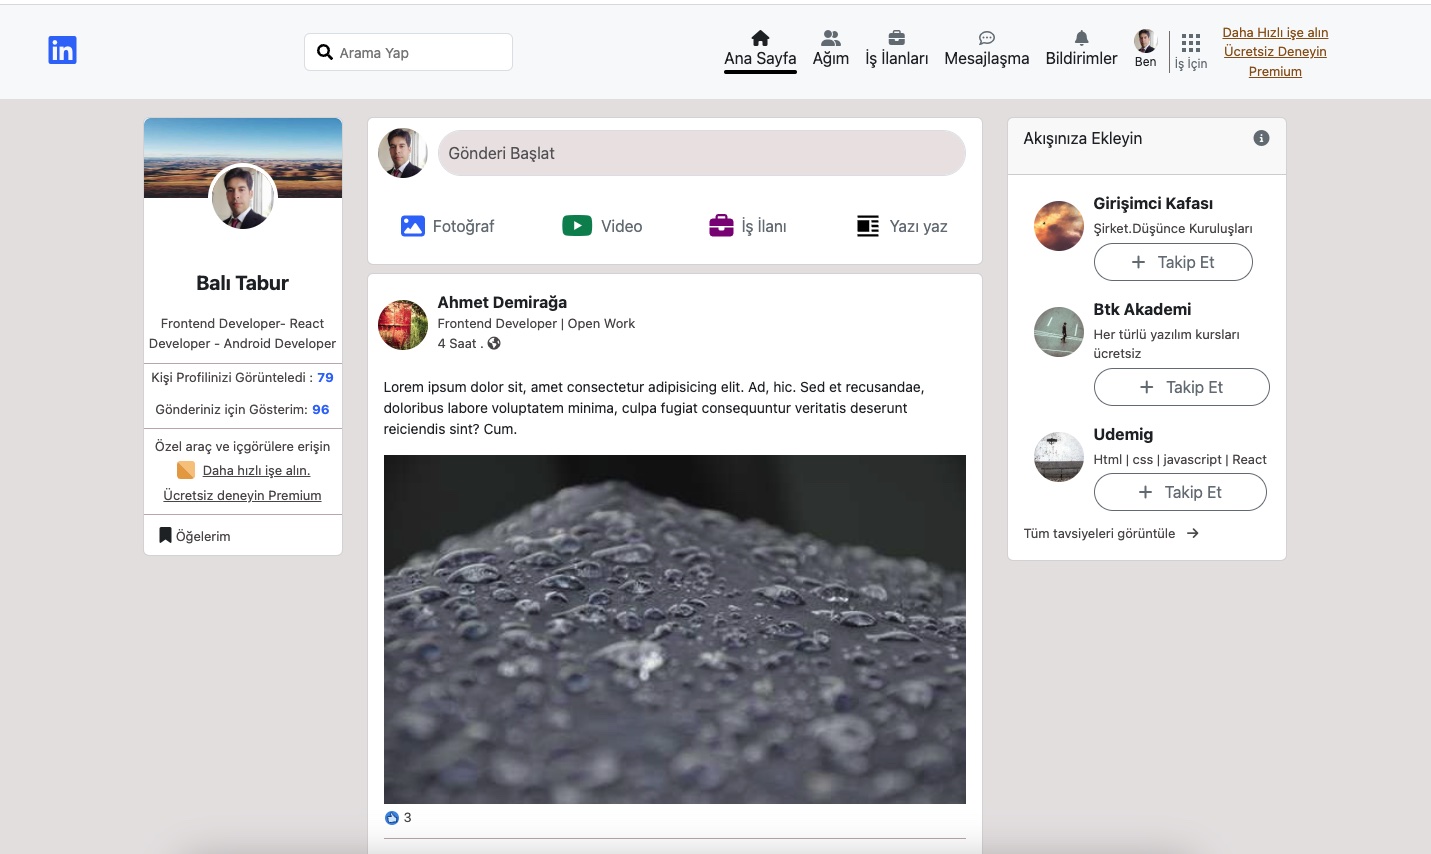 in
Arama Yap
Ana Sayfa
Ağım
İş İlanları
Mesajlaşma
Bildirimler
Ben
İş İçin
Daha Hızlı işe alın
Ücretsiz Deneyin
Premium
Balı Tabur
Frontend Developer- React
Developer - Android Developer
Kişi Profilinizi Görünteledi : 79
Gönderiniz için Gösterim: 96
Özel araç ve içgörülere erişin
Daha hızlı işe alın.
Ücretsiz deneyin Premium
Öğelerim
Gönderi Başlat
Fotoğraf
Video
İş İlanı
Yazı yaz
Ahmet Demirağa
Frontend Developer | Open Work
4 Saat .
Lorem ipsum dolor sit, amet consectetur adipisicing elit. Ad, hic. Sed et recusandae,
doloribus labore voluptatem minima, culpa fugiat consequuntur veritatis deserunt
reiciendis sint? Cum.
3
Akışınıza Ekleyin
Girişimci Kafası
Şirket.Düşünce Kuruluşları
Takip Et
Btk Akademi
Her türlü yazılım kursları
ücretsiz
Takip Et
Udemig
Html | css | javascript | React
Takip Et
Tüm tavsiyeleri görüntüle